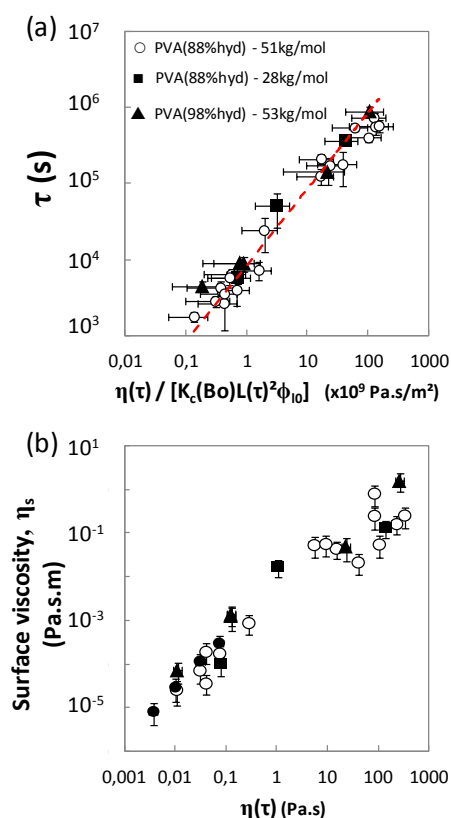 (a)
10⁷
PVA(88%hyd) - 51kg/mol
PVA(88%hyd) - 28kg/mol
10⁶
PVA(98%hyd) - 53kg/mol
τ (s)
10⁵
10⁴
10³
0,01 0,1 1 10 100 1000
η(τ) / [K_c(Bo)L(τ)²ϕ_I0] (x10⁹ Pa.s/m²)
(b)
10¹
Surface viscosity, η_s
(Pa.s.m)
10⁻¹
10⁻³
10⁻⁵
0,001 0,01 0,1 1 10 100 1000
η(τ) (Pa.s)